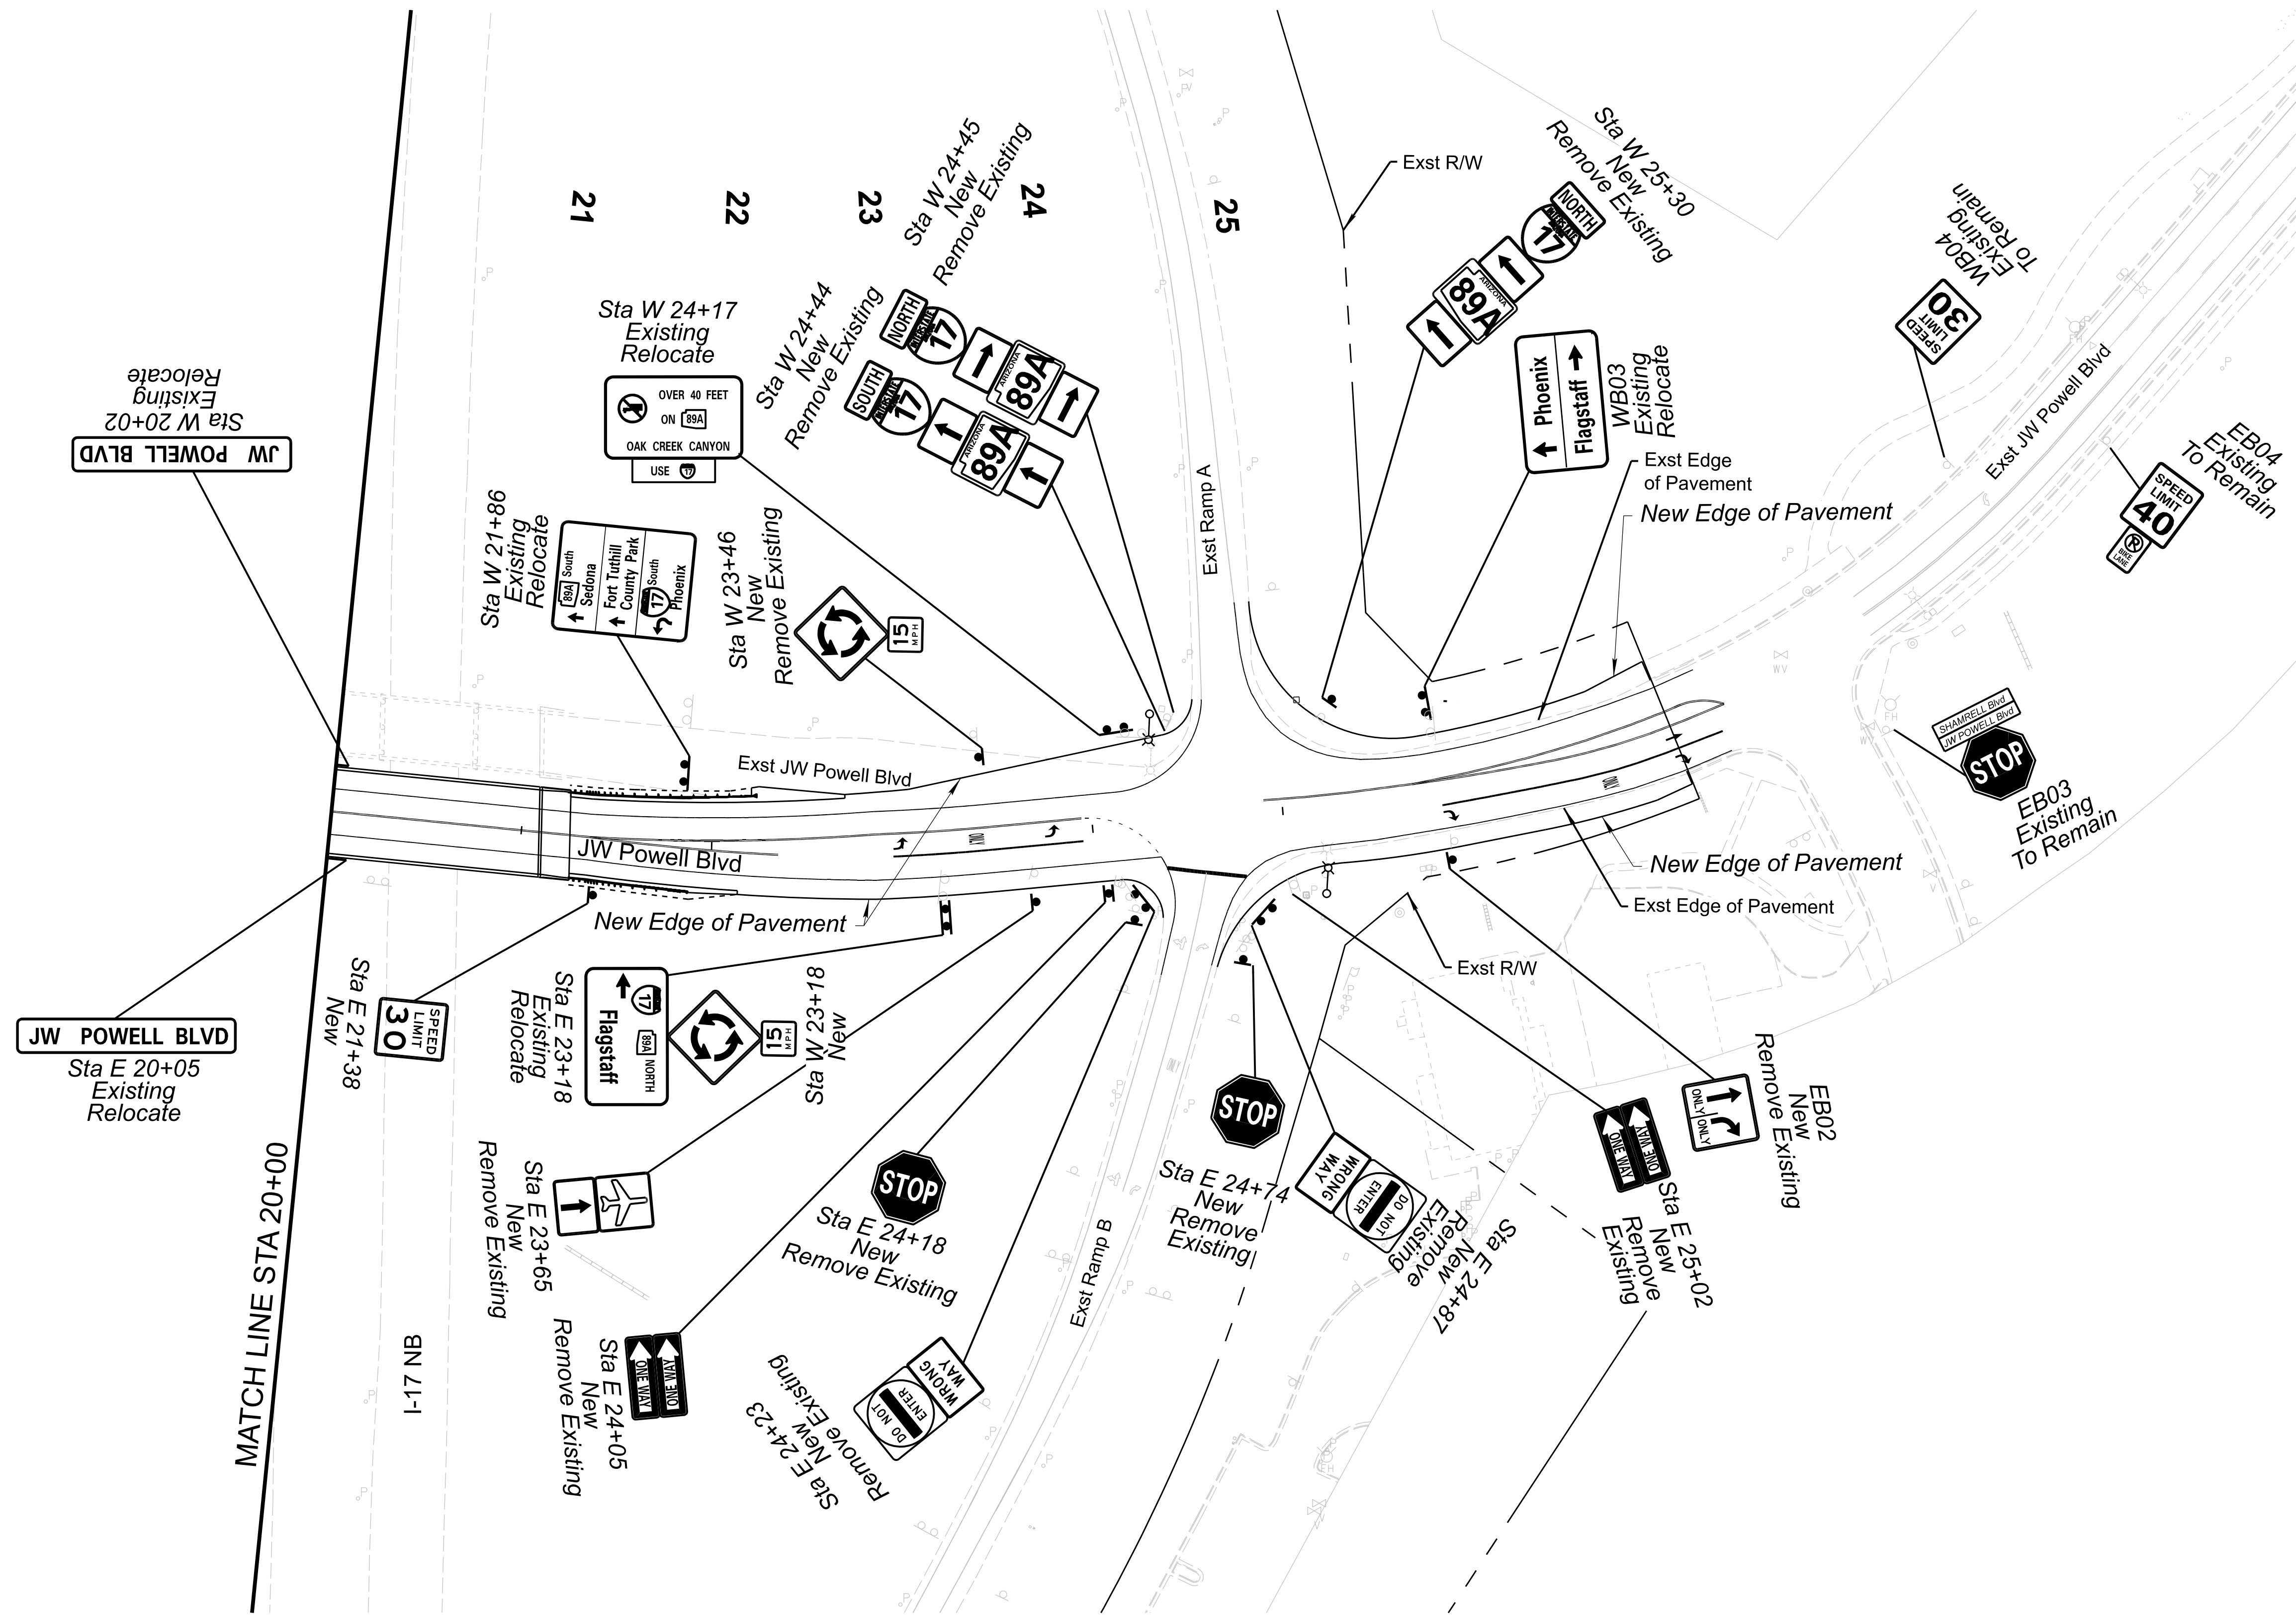 21
22
23
24
25
Sta W 24+45
New
Remove Existing
NORTH
INTERSTATE
17
ARIZONA
89A
Sta W 24+44
New
Remove Existing
SOUTH
INTERSTATE
17
ARIZONA
89A
Sta W 24+17
Existing
Relocate
OVER 40 FEET
ON 89A
OAK CREEK CANYON
USE 17
Sta W 20+02
Existing
Relocate
JW POWELL BLVD
Sta W 21+86
Existing
Relocate
89A South
Sedona
Fort Tuthill
County Park
17 South
Phoenix
Sta W 23+46
New
Remove Existing
15
MPH
Exst Ramp A
Exst R/W
Sta W 25+30
New
Remove Existing
NORTH
INTERSTATE
17
ARIZONA
89A
Phoenix
Flagstaff
WB03
Existing
Relocate
Exst Edge
of Pavement
New Edge of Pavement
WB04
Existing
To Remain
SPEED
LIMIT
30
Exst JW Powell Blvd
EB04
Existing
To Remain
SPEED
LIMIT
40
R
BIKE
LANE
SHAMRELL Blvd
JW POWELL Blvd
STOP
EB03
Existing
To Remain
WV
FH
Exst JW Powell Blvd
JW Powell Blvd
ONLY
ONLY
New Edge of Pavement
New Edge of Pavement
Exst Edge of Pavement
Exst R/W
JW POWELL BLVD
Sta E 20+05
Existing
Relocate
MATCH LINE STA 20+00
I-17 NB
Sta E 21+38
New
SPEED
LIMIT
30
Sta E 23+18
Existing
Relocate
17
89A NORTH
Flagstaff
15
MPH
Sta W 23+18
New
Sta E 23+65
New
Remove Existing
Sta E 24+05
New
Remove Existing
ONE WAY
ONE WAY
STOP
Sta E 24+18
New
Remove Existing
Sta E 24+23
New
Remove Existing
DO NOT
ENTER
WRONG
WAY
Exst Ramp B
STOP
Sta E 24+74
New
Remove
Existing
WRONG
WAY
DO NOT
ENTER
Sta E 24+87
New
Remove
Existing
ONE WAY
ONE WAY
Sta E 25+02
New
Remove
Existing
ONLY
ONLY
EB02
New
Remove Existing